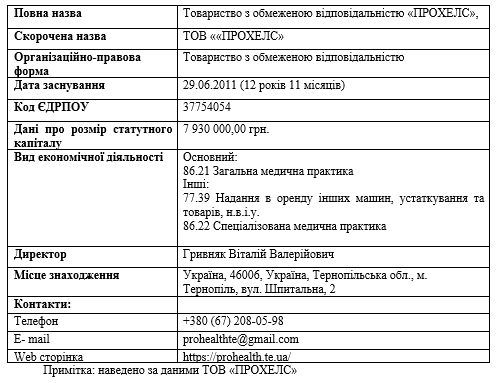 Повна назва Товариство з обмеженою відповідальністю «ПРОХЕЛС»,
Скорочена назва ТОВ ««ПРОХЕЛС»
Організаційно-правова форма Товариство з обмеженою відповідальністю
Дата заснування 29.06.2011 (12 років 11 місяців)
Код ЄДРПОУ 37754054
Дані про розмір статутного капіталу 7 930 000,00 грн.
Вид економічної діяльності Основний:
86.21 Загальна медична практика
Інші:
77.39 Надання в оренду інших машин, устаткування та
товарів, н.в.і.у.
86.22 Спеціалізована медична практика
Директор Гривняк Віталій Валерійович
Місце знаходження Україна, 46006, Україна, Тернопільська обл., м.
Тернопіль, вул. Шпитальна, 2
Контакти:
Телефон +380 (67) 208-05-98
E- mail prohealthte@gmail.com
Web сторінка https://prohealth.te.ua/
Примітка: наведено за даними ТОВ «ПРОХЕЛС»